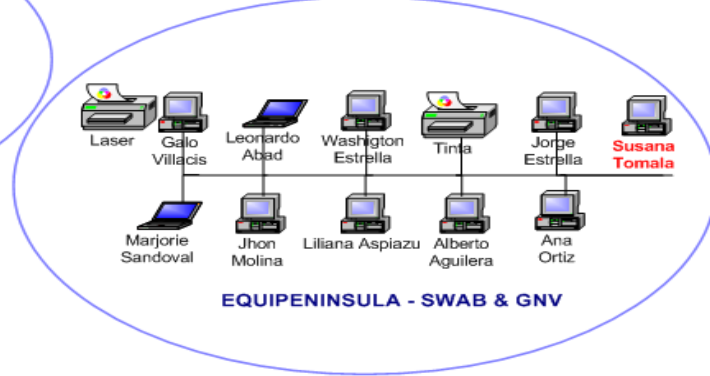 Laser
Galo
Villacis
Leonardo
Abad
Washigton
Estrella
Tinta
Jorge
Estrella
Susana
Tomala
Marjorie
Sandoval
Jhon
Molina
Liliana Aspiazu
Alberto
Aguilera
Ana
Ortiz
EQUIPENINSULA - SWAB & GNV